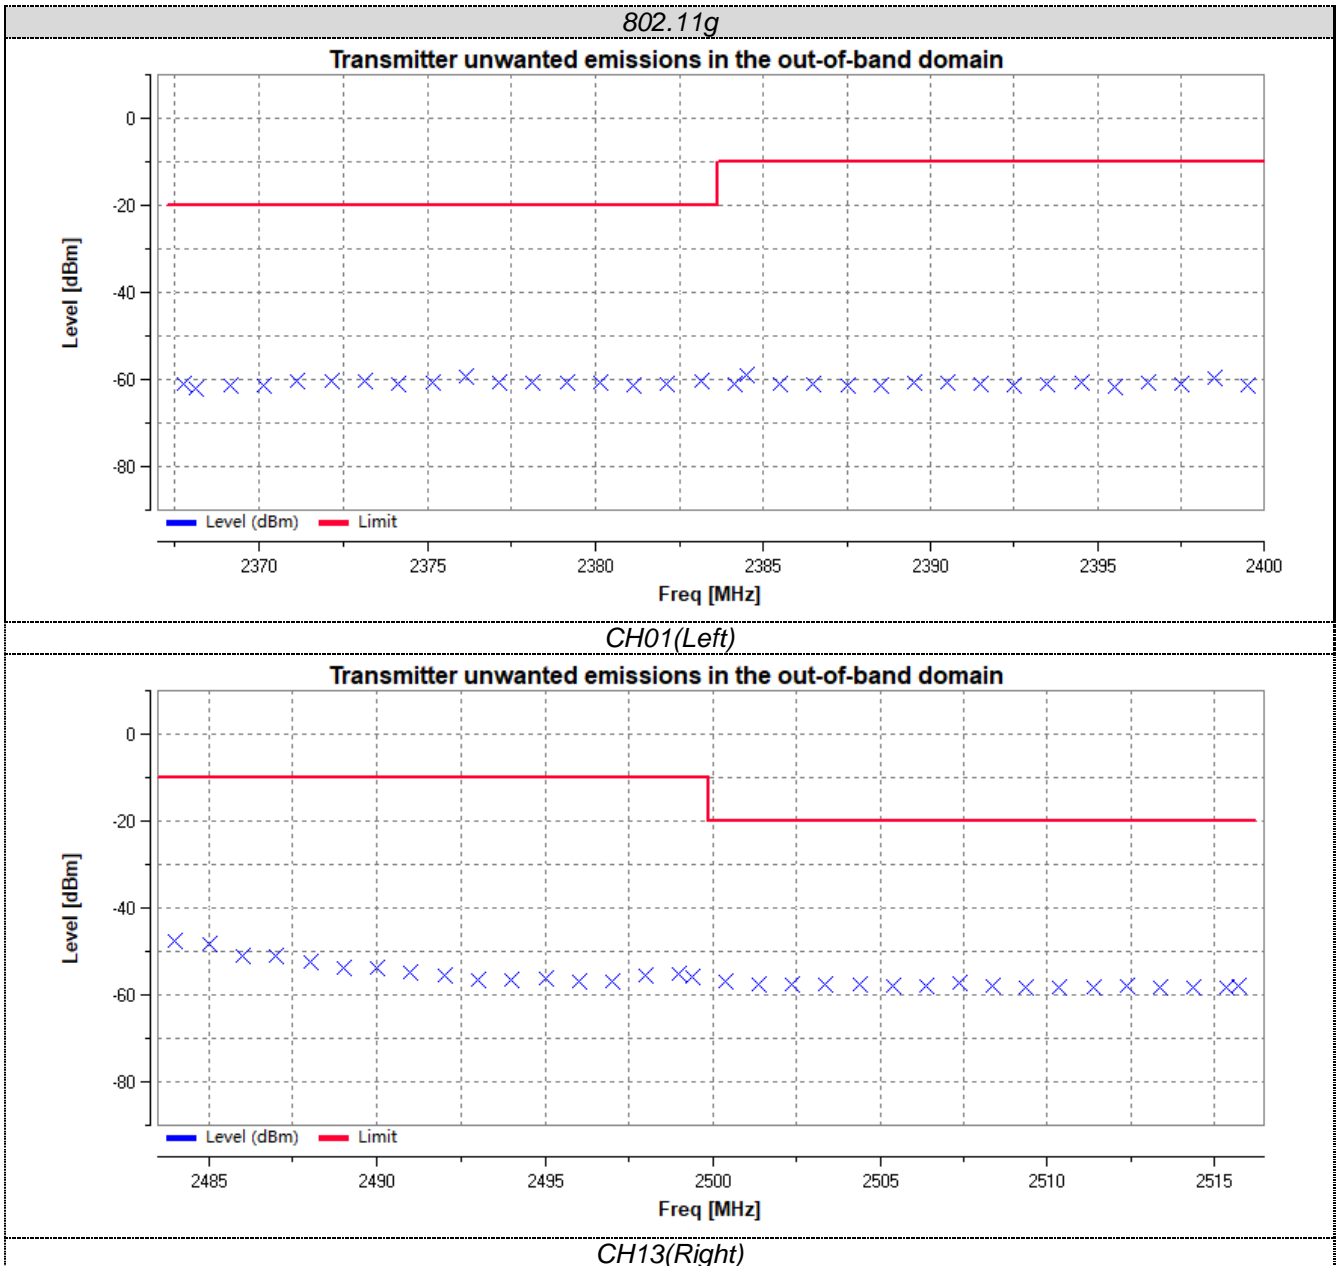 802.11g
Transmitter unwanted emissions in the out-of-band domain
0
-20
-40
-60
-80
Level [dBm]
Level (dBm) Limit
2370 2375 2380 2385 2390 2395 2400
Freq [MHz]
CH01(Left)
Transmitter unwanted emissions in the out-of-band domain
0
-20
-40
-60
-80
Level [dBm]
Level (dBm) Limit
2485 2490 2495 2500 2505 2510 2515
Freq [MHz]
CH13(Right)